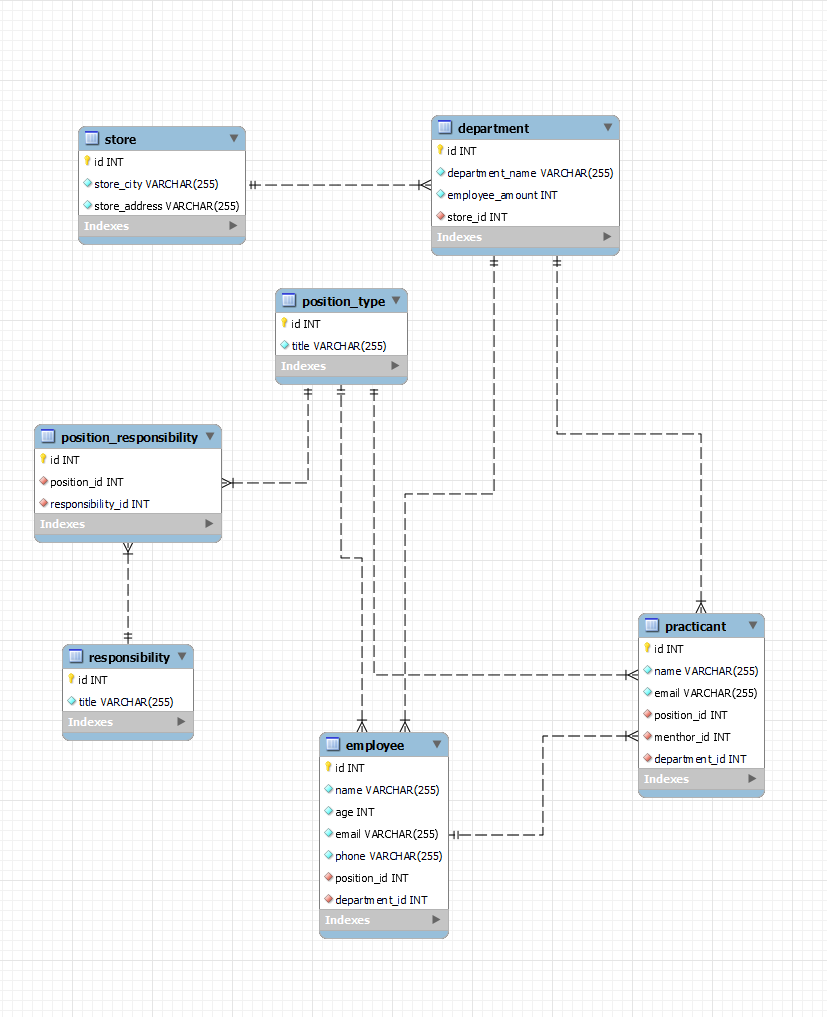 store
id INT
store_city VARCHAR(255)
store_address VARCHAR(255)
Indexes
department
id INT
department_name VARCHAR(255)
employee_amount INT
store_id INT
Indexes
position_type
id INT
title VARCHAR(255)
Indexes
position_responsibility
id INT
position_id INT
responsibility_id INT
Indexes
responsibility
id INT
title VARCHAR(255)
Indexes
practicant
id INT
name VARCHAR(255)
email VARCHAR(255)
position_id INT
menthor_id INT
department_id INT
Indexes
employee
id INT
name VARCHAR(255)
age INT
email VARCHAR(255)
phone VARCHAR(255)
position_id INT
department_id INT
Indexes